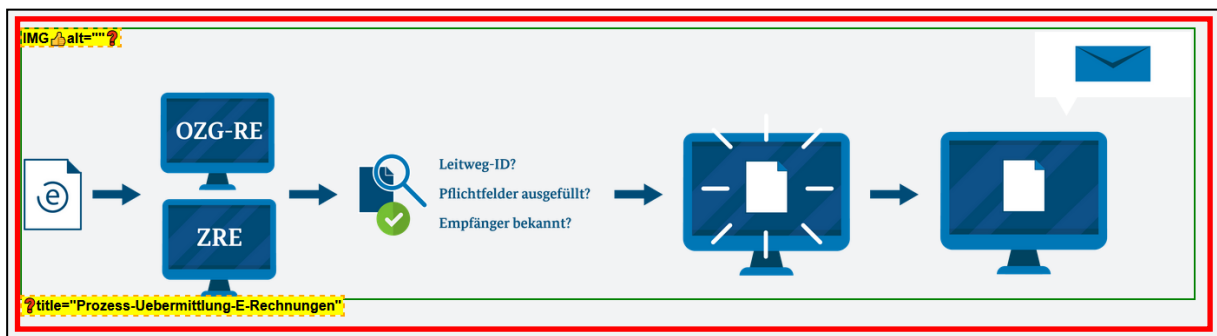 IMG👍alt=""❓
OZG-RE
e
ZRE
Leitweg-ID?
Pflichtfelder ausgefüllt?
Empfänger bekannt?
❓title="Prozess-Uebermittlung-E-Rechnungen"